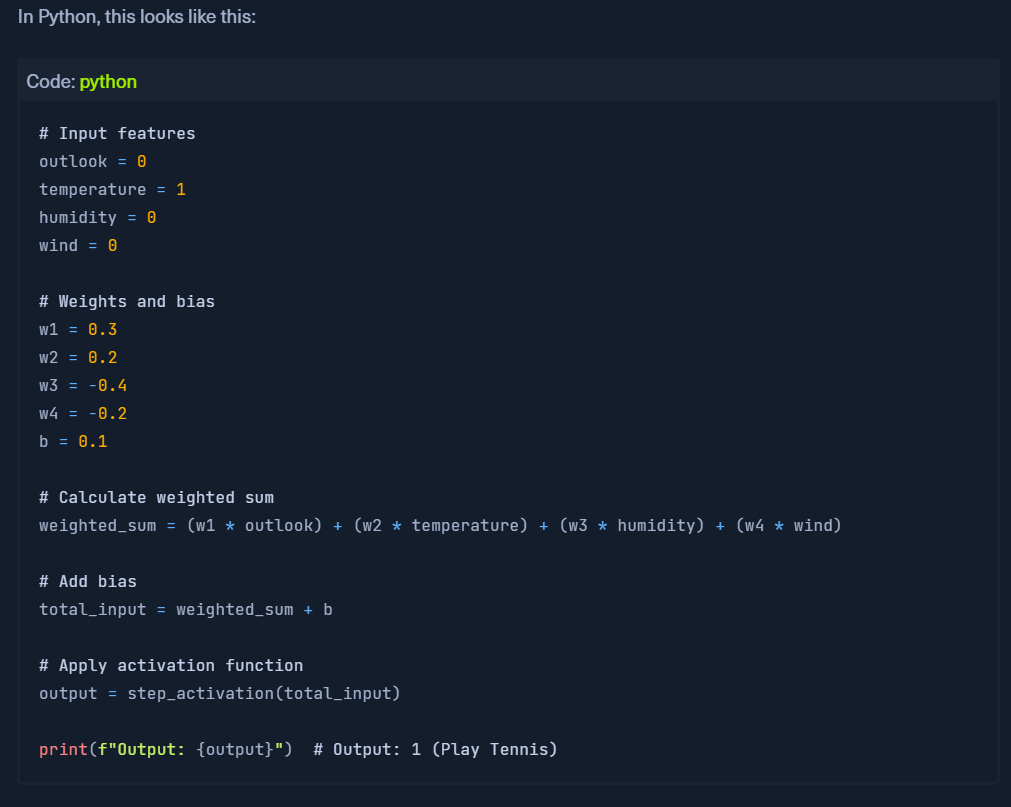 In Python, this looks like this:
Code: python
# Input features
outlook = 0
temperature = 1
humidity = 0
wind = 0
# Weights and bias
w1 = 0.3
w2 = 0.2
w3 = -0.4
w4 = -0.2
b = 0.1
# Calculate weighted sum
weighted_sum = (w1 * outlook) + (w2 * temperature) + (w3 * humidity) + (w4 * wind)
# Add bias
total_input = weighted_sum + b
# Apply activation function
output = step_activation(total_input)
print(f"Output: {output}")  # Output: 1 (Play Tennis)